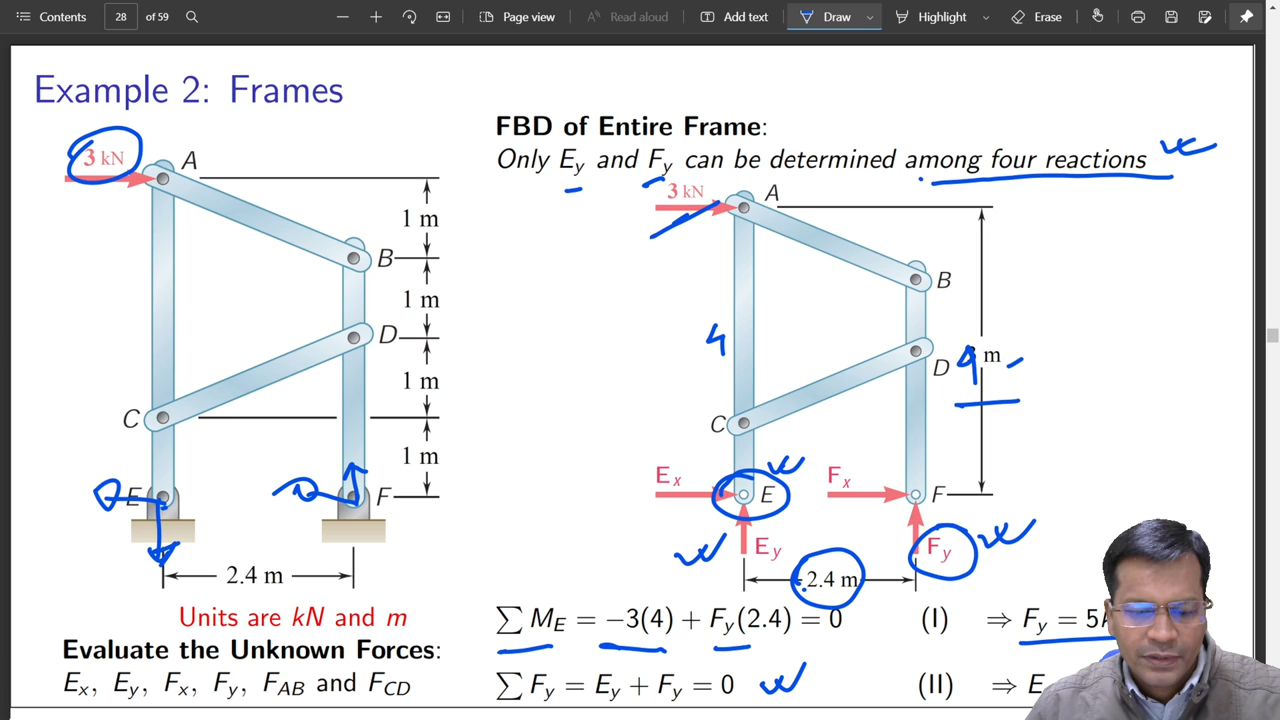 Contents
28
of 59
Page view
Read aloud
Add text
Draw
Highlight
Erase
Example 2: Frames
3 kN
A
1 m
B
1 m
D
1 m
C
1 m
E
F
2.4 m
Units are kN and m
Evaluate the Unknown Forces:
Ex, Ey, Fx, Fy, FAB and FCD
FBD of Entire Frame:
Only Ey and Fy can be determined among four reactions
3 kN
A
B
4
D
4 m
C
Ex
E
Fx
F
Ey
Fy
2.4 m
∑ ME = −3(4) + Fy(2.4) = 0 (I) ⇒ Fy = 5
∑ Fy = Ey + Fy = 0 (II) ⇒ E